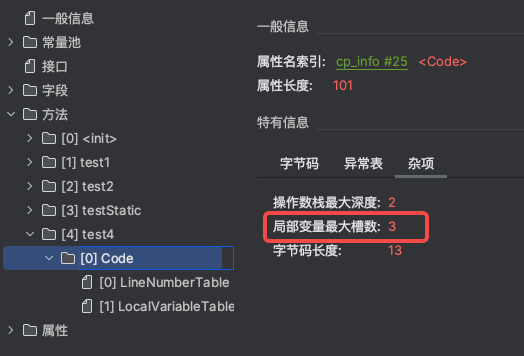 一般信息
常量池
接口
字段
方法
[0] <init>
[1] test1
[2] test2
[3] testStatic
[4] test4
[0] Code
[0] LineNumberTable
[1] LocalVariableTable
属性
一般信息
属性名索引: cp_info #25 <Code>
属性长度: 101
特有信息
字节码 异常表 杂项
操作数栈最大深度: 2
局部变量最大槽数: 3
字节码长度: 13